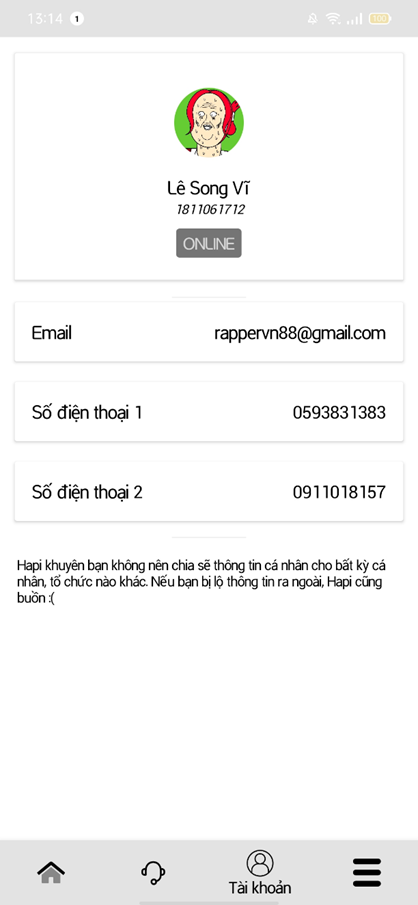 13:14 1 100
Lê Song Vĩ
1811061712
ONLINE
Email rappervn88@gmail.com
Số điện thoại 1 0593831383
Số điện thoại 2 0911018157
Hapi khuyên bạn không nên chia sẽ thông tin cá nhân cho bất kỳ cá
nhân, tổ chức nào khác. Nếu bạn bị lộ thông tin ra ngoài, Hapi cũng
buồn :(
Tài khoản